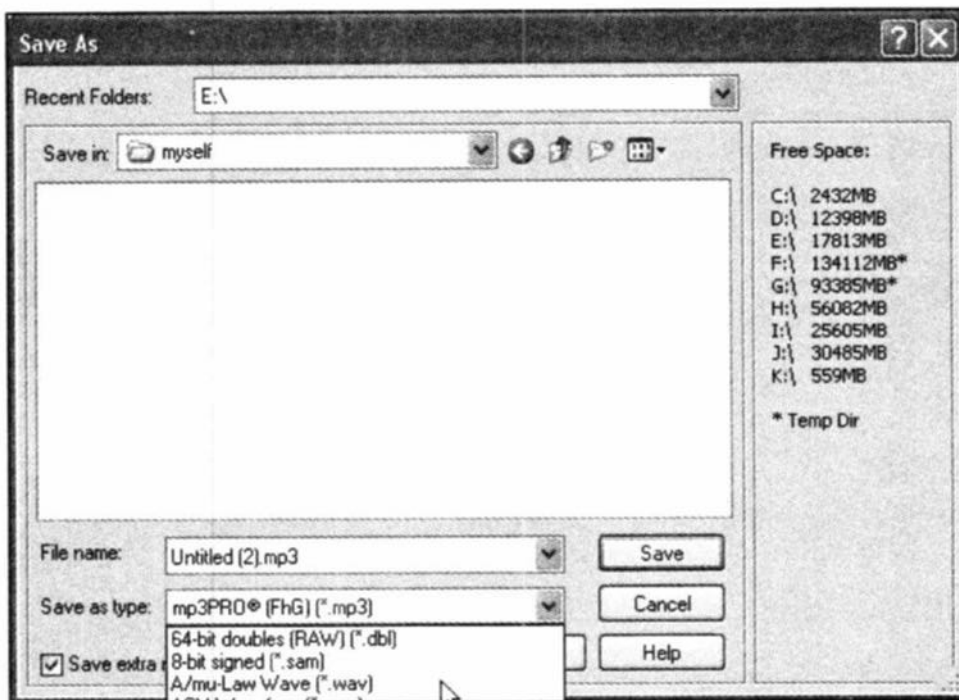 Save As
Recent Folders: E:\
Save in: myself
Free Space:
C:\ 2432MB
D:\ 12398MB
E:\ 17813MB
F:\ 134112MB*
G:\ 93385MB*
H:\ 56082MB
I:\ 25605MB
J:\ 30485MB
K:\ 559MB
* Temp Dir
File name: Untitled (2).mp3
Save
Save as type: mp3PRO® (FhG) (*.mp3)
Cancel
64-bit doubles (RAW) (*.dbl)
8-bit signed (*.sam)
A/mu-Law Wave (*.wav)
Save extra
Help